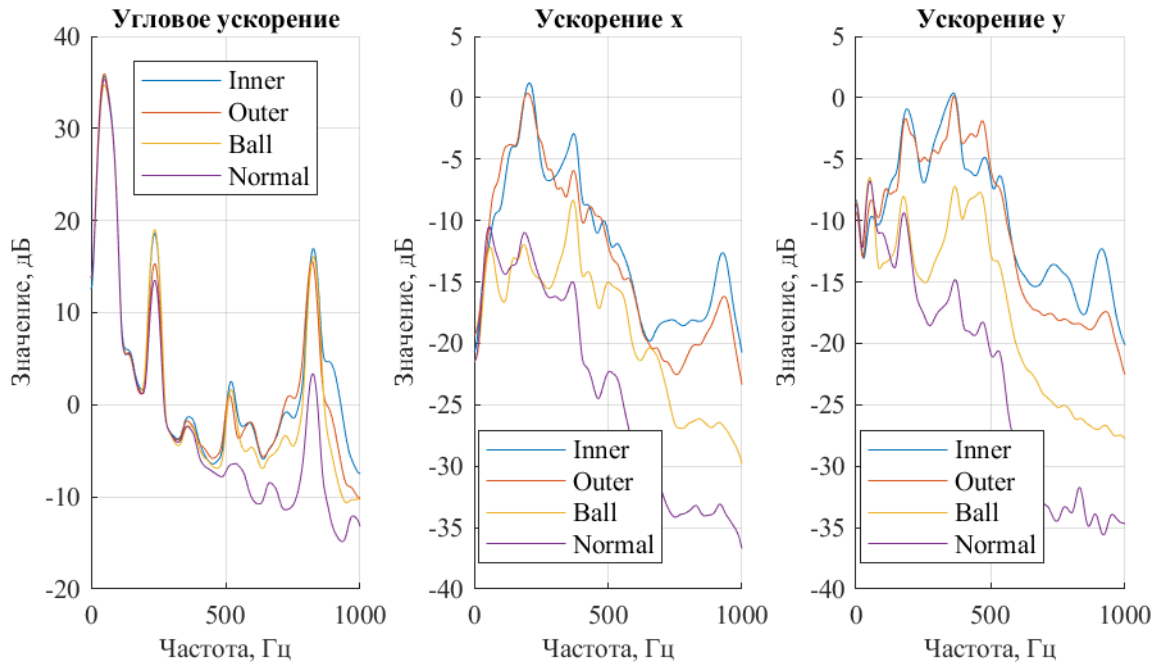 Угловое ускорение
40
30
20
10
0
-10
-20
0
500
1000
Значение, дБ
Частота, Гц
Inner
Outer
Ball
Normal
Ускорение x
5
0
-5
-10
-15
-20
-25
-30
-35
-40
0
500
1000
Значение, дБ
Частота, Гц
Inner
Outer
Ball
Normal
Ускорение y
5
0
-5
-10
-15
-20
-25
-30
-35
-40
0
500
1000
Значение, дБ
Частота, Гц
Inner
Outer
Ball
Normal